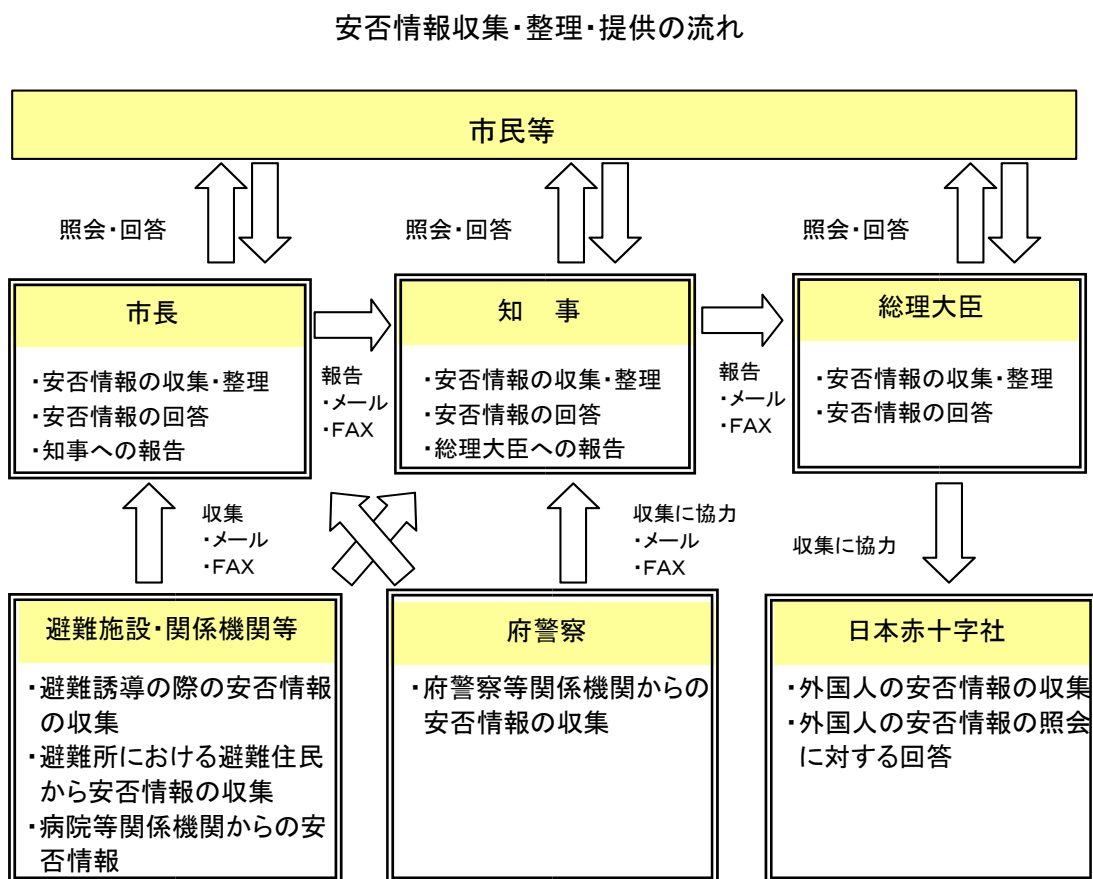 安否情報収集・整理・提供の流れ
市民等
照会・回答
照会・回答
照会・回答
市長
・安否情報の収集・整理
・安否情報の回答
・知事への報告
報告
・メール
・FAX
知　事
・安否情報の収集・整理
・安否情報の回答
・総理大臣への報告
報告
・メール
・FAX
総理大臣
・安否情報の収集・整理
・安否情報の回答
収集
・メール
・FAX
収集に協力
・メール
・FAX
収集に協力
避難施設・関係機関等
・避難誘導の際の安否情報
の収集
・避難所における避難住民
から安否情報の収集
・病院等関係機関からの安
否情報
府警察
・府警察等関係機関からの
安否情報の収集
日本赤十字社
・外国人の安否情報の収集
・外国人の安否情報の照会
に対する回答